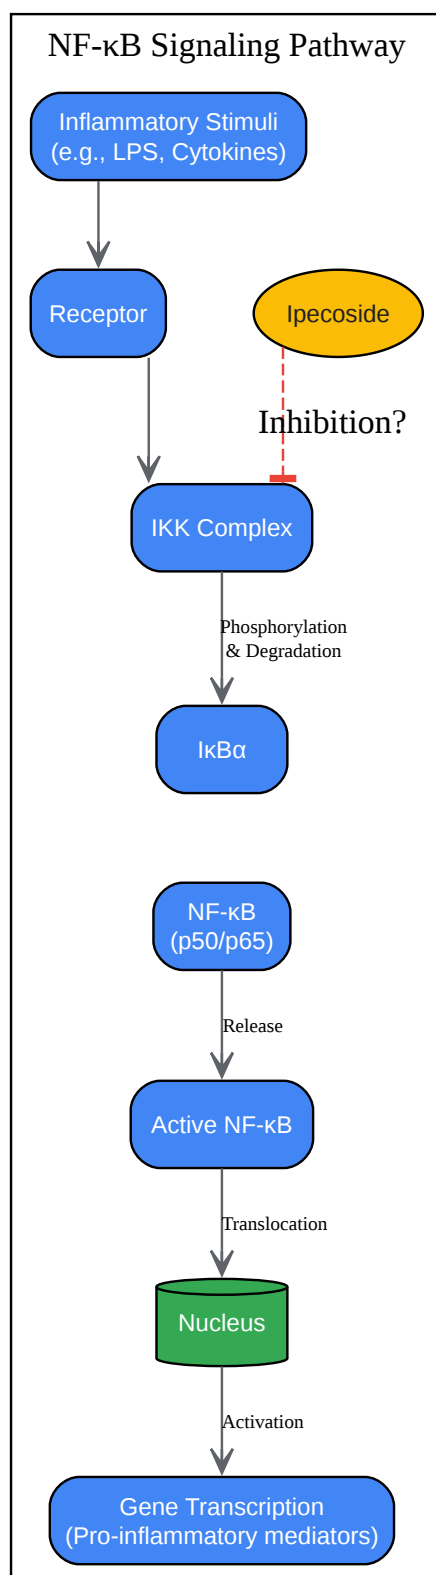 NF-κB Signaling Pathway
Inflammatory Stimuli
(e.g., LPS, Cytokines)
Receptor
Ipecoside
Inhibition?
IKK Complex
Phosphorylation
& Degradation
IκBα
NF-κB
(p50/p65)
Release
Active NF-κB
Translocation
Nucleus
Activation
Gene Transcription
(Pro-inflammatory mediators)